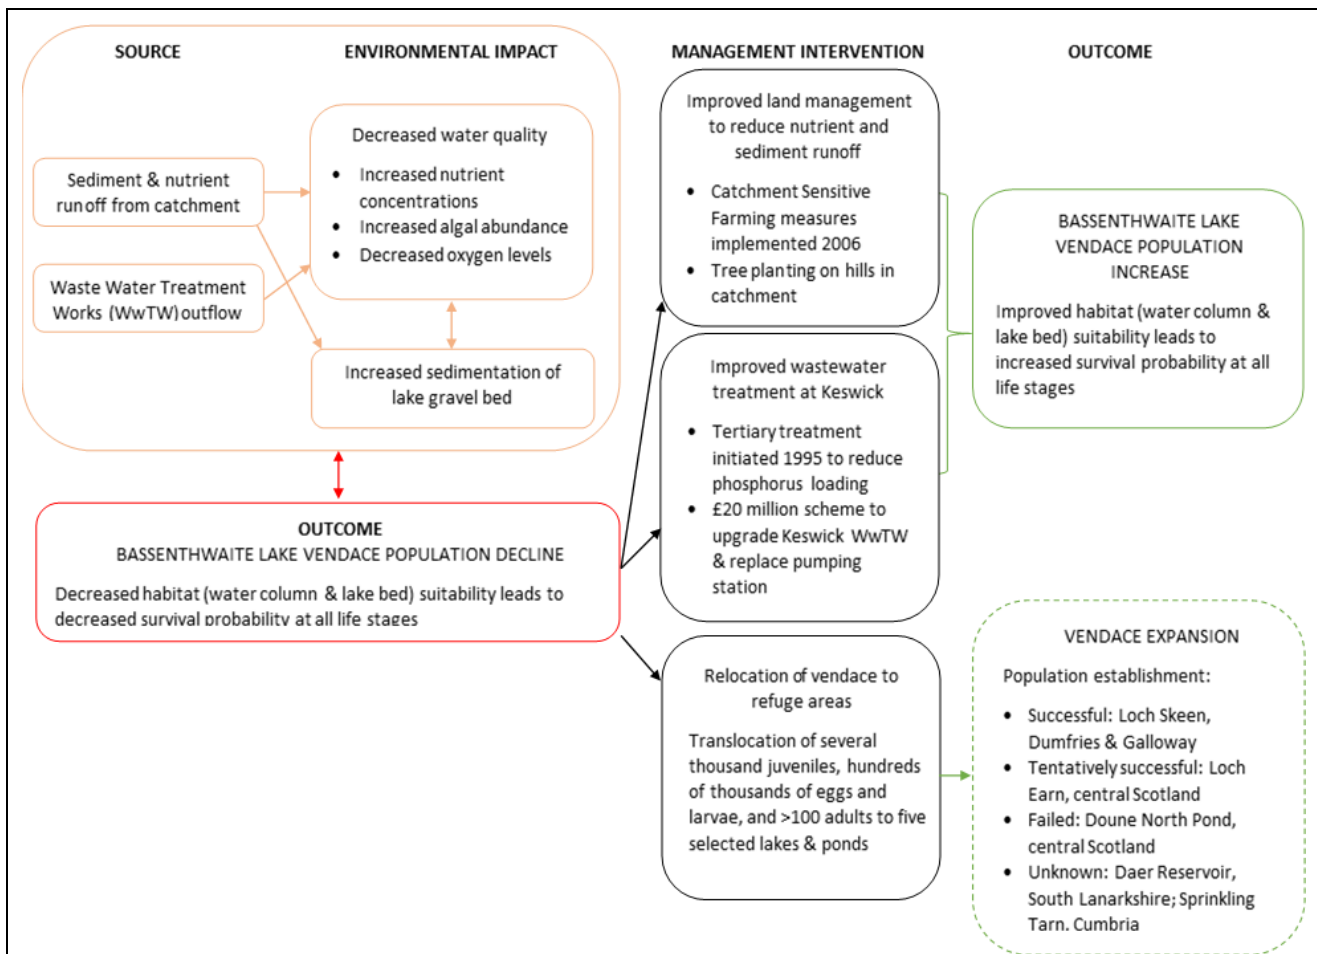 SOURCE
ENVIRONMENTAL IMPACT
MANAGEMENT INTERVENTION
OUTCOME
Sediment & nutrient
runoff from catchment
Waste Water Treatment
Works (WwTW) outflow
Decreased water quality
• Increased nutrient
concentrations
• Increased algal abundance
• Decreased oxygen levels
Increased sedimentation of
lake gravel bed
OUTCOME
BASSENTHWAITE LAKE VENDACE POPULATION DECLINE
Decreased habitat (water column & lake bed) suitability leads to
decreased survival probability at all life stages
Improved land management
to reduce nutrient and
sediment runoff
• Catchment Sensitive
Farming measures
implemented 2006
• Tree planting on hills in
catchment
Improved wastewater
treatment at Keswick
• Tertiary treatment
initiated 1995 to reduce
phosphorus loading
• £20 million scheme to
upgrade Keswick WwTW
& replace pumping
station
Relocation of vendace to
refuge areas
Translocation of several
thousand juveniles, hundreds
of thousands of eggs and
larvae, and >100 adults to five
selected lakes & ponds
BASSENTHWAITE LAKE
VENDACE POPULATION
INCREASE
Improved habitat (water column &
lake bed) suitability leads to
increased survival probability at all
life stages
VENDACE EXPANSION
Population establishment:
• Successful: Loch Skeen,
Dumfries & Galloway
• Tentatively successful: Loch
Earn, central Scotland
• Failed: Doune North Pond,
central Scotland
• Unknown: Daer Reservoir,
South Lanarkshire; Sprinkling
Tarn. Cumbria